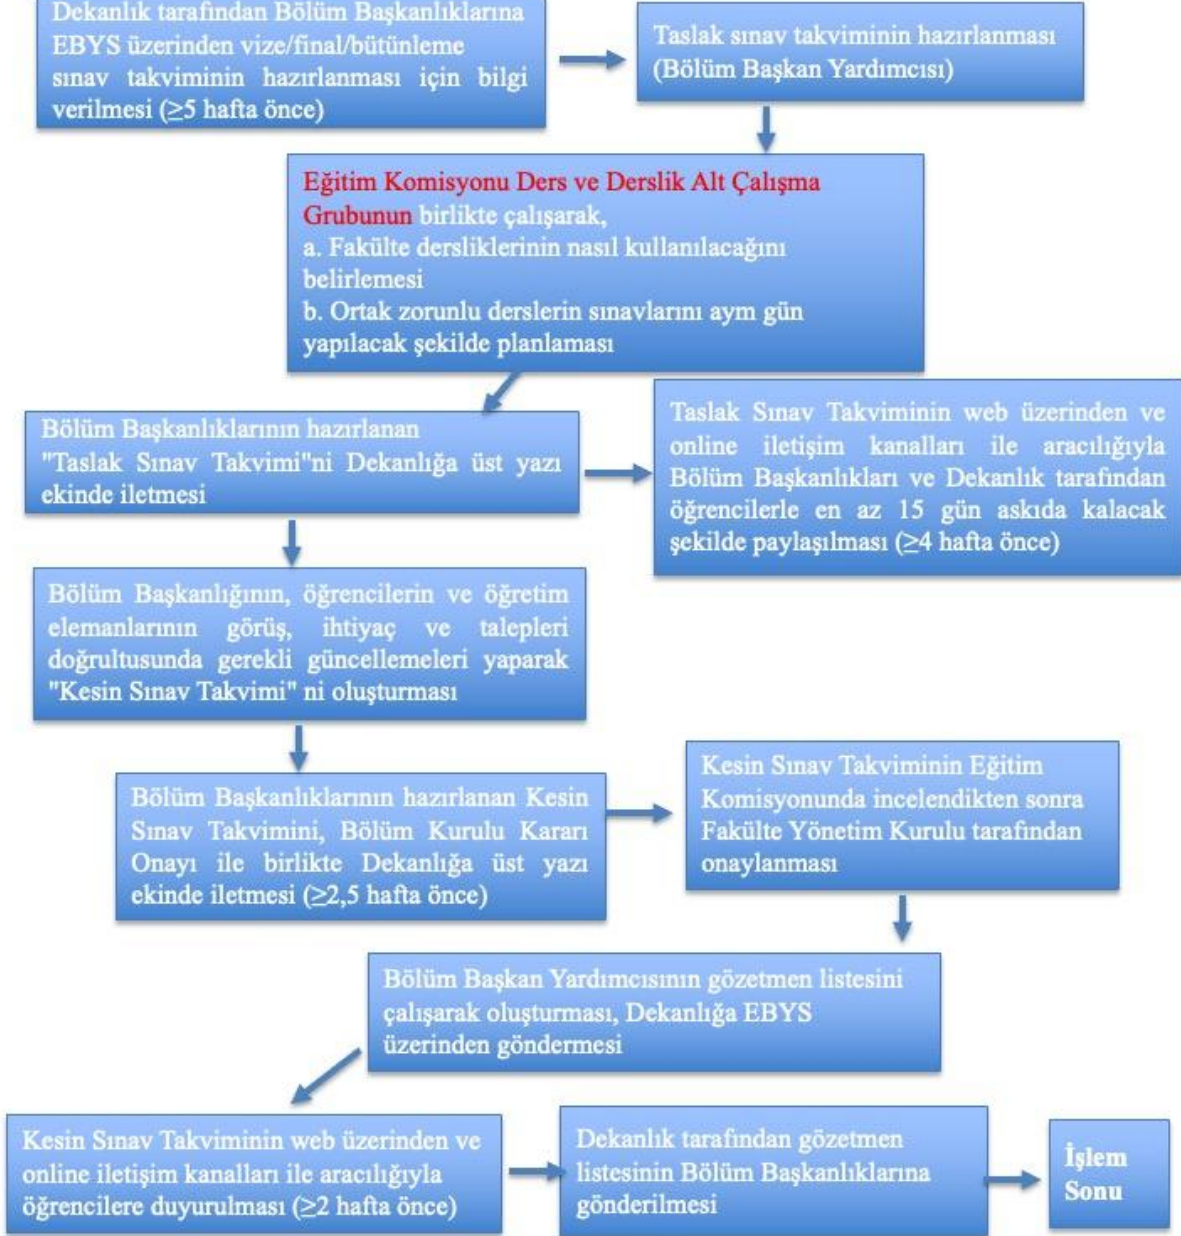 Dekanlık tarafından Bölüm Başkanlıklarına
EBYS üzerinden vize/final/bütünleme
sınav takviminin hazırlanması için bilgi
verilmesi (≥5 hafta önce)
Taslak sınav takviminin hazırlanması
(Bölüm Başkan Yardımcısı)
Eğitim Komisyonu Ders ve Derslik Alt Çalışma
Grubunun birlikte çalışarak,
a. Fakülte dersliklerinin nasıl kullanılacağını
belirlemesi
b. Ortak zorunlu derslerin sınavlarını aym gün
yapılacak şekilde planlaması
Bölüm Başkanlıklarının hazırlanan
"Taslak Sınav Takvimi"ni Dekanlığa üst yazı
ekinde iletmesi
Taslak Sınav Takviminin web üzerinden ve
online iletişim kanalları ile aracılığıyla
Bölüm Başkanlıkları ve Dekanlık tarafından
öğrencilerle en az 15 gün askıda kalacak
şekilde paylaşılması (≥4 hafta önce)
Bölüm Başkanlığının, öğrencilerin ve öğretim
elemanlarının görüş, ihtiyaç ve talepleri
doğrultusunda gerekli güncellemeleri yaparak
"Kesin Sınav Takvimi" ni oluşturması
Bölüm Başkanlıklarının hazırlanan Kesin
Sınav Takvimini, Bölüm Kurulu Kararı
Onayı ile birlikte Dekanlığa üst yazı
ekinde iletmesi (≥2,5 hafta önce)
Kesin Sınav Takviminin Eğitim
Komisyonunda incelendikten sonra
Fakülte Yönetim Kurulu tarafından
onaylanması
Bölüm Başkan Yardımcısının gözetmen listesini
çalışarak oluşturması, Dekanlığa EBYS
üzerinden göndermesi
Kesin Sınav Takviminin web üzerinden ve
online iletişim kanalları ile aracılığıyla
öğrencilere duyurulması (≥2 hafta önce)
Dekanlık tarafından gözetmen
listesinin Bölüm Başkanlıklarına
gönderilmesi
İşlem
Sonu